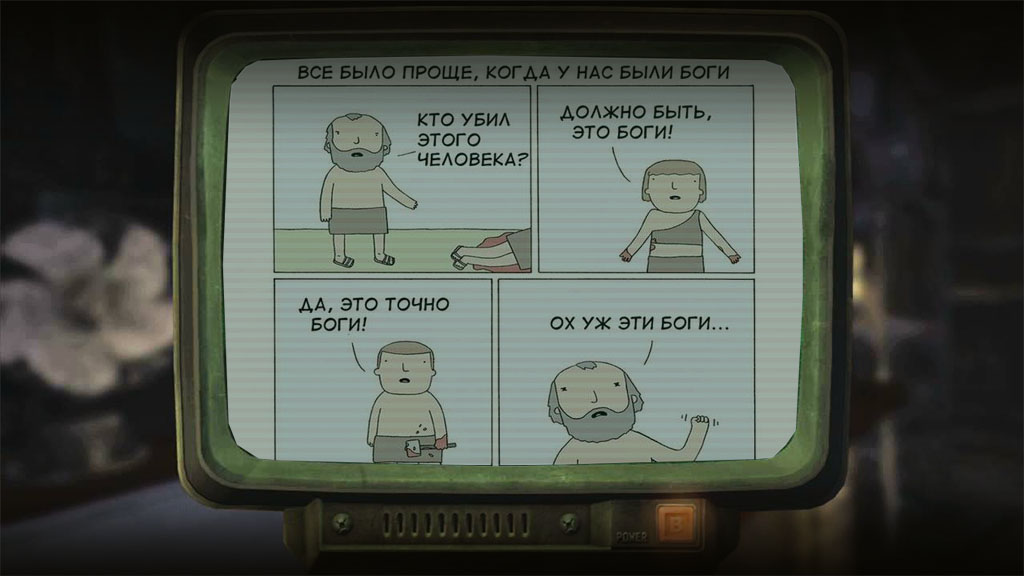 ВСЕ БЫЛО ПРОЩЕ, КОГДА У НАС БЫЛИ БОГИ
КТО УБИЛ
ЭТОГО
ЧЕЛОВЕКА?
ДОЛЖНО БЫТЬ,
ЭТО БОГИ!
ДА, ЭТО ТОЧНО
БОГИ!
ОХ УЖ ЭТИ БОГИ...
POWER
B